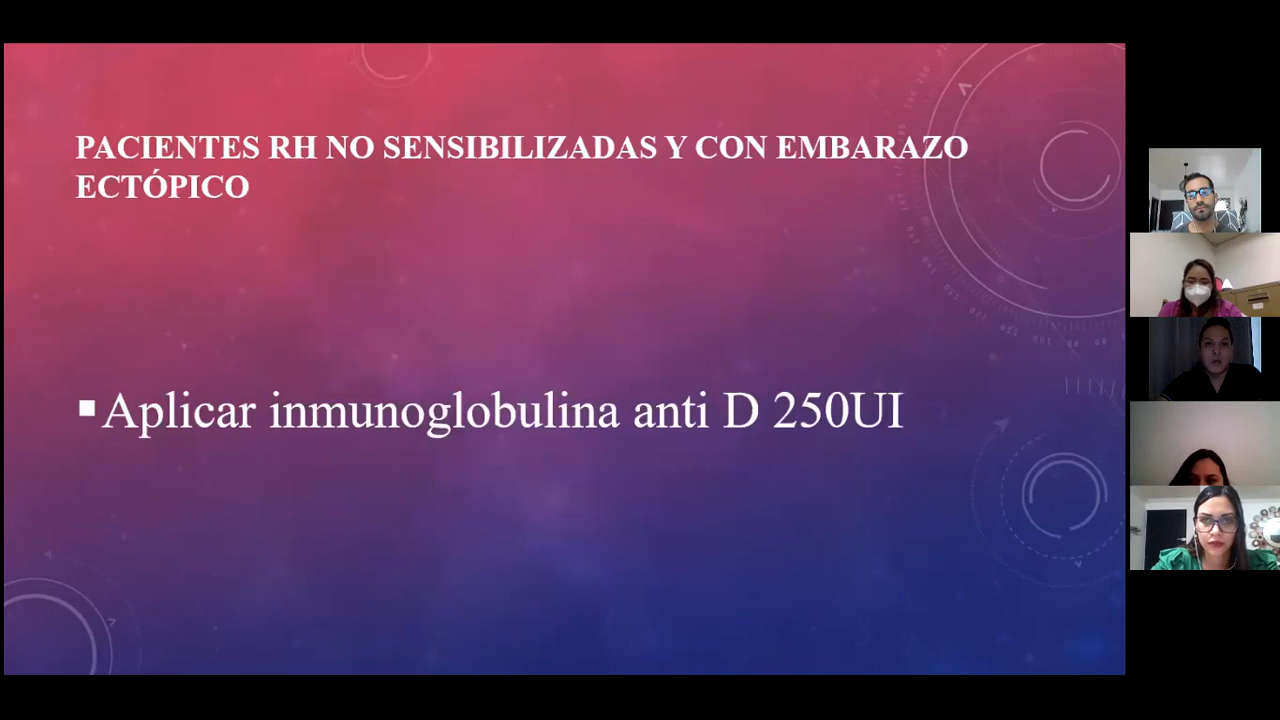 PACIENTES RH NO SENSIBILIZADAS Y CON EMBARAZO
ECTÓPICO
▪Aplicar inmunoglobulina anti D 250UI